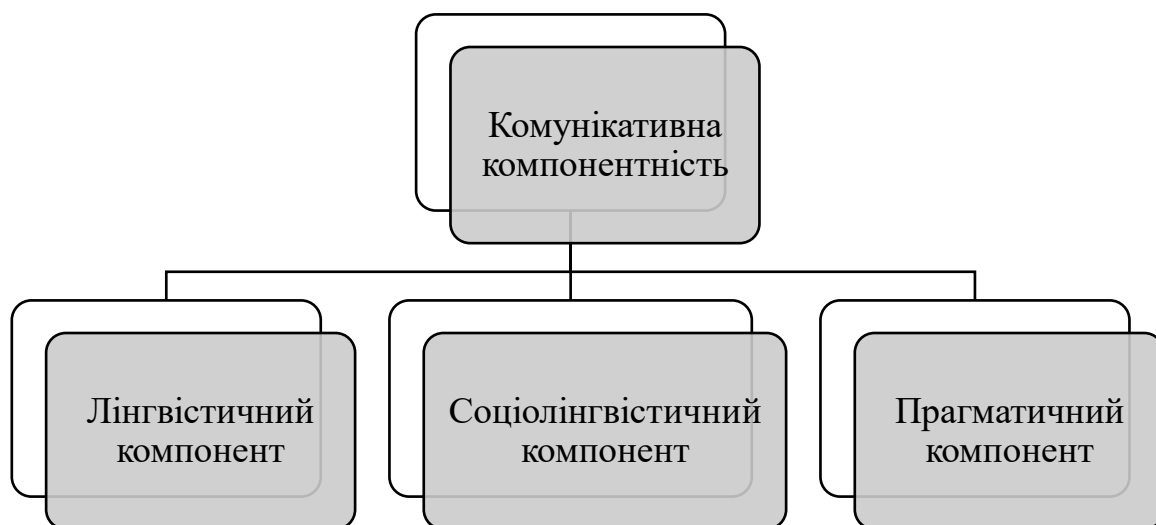 Комунікативна
компонентність
Лінгвістичний
компонент
Соціолінгвістичний
компонент
Прагматичний
компонент